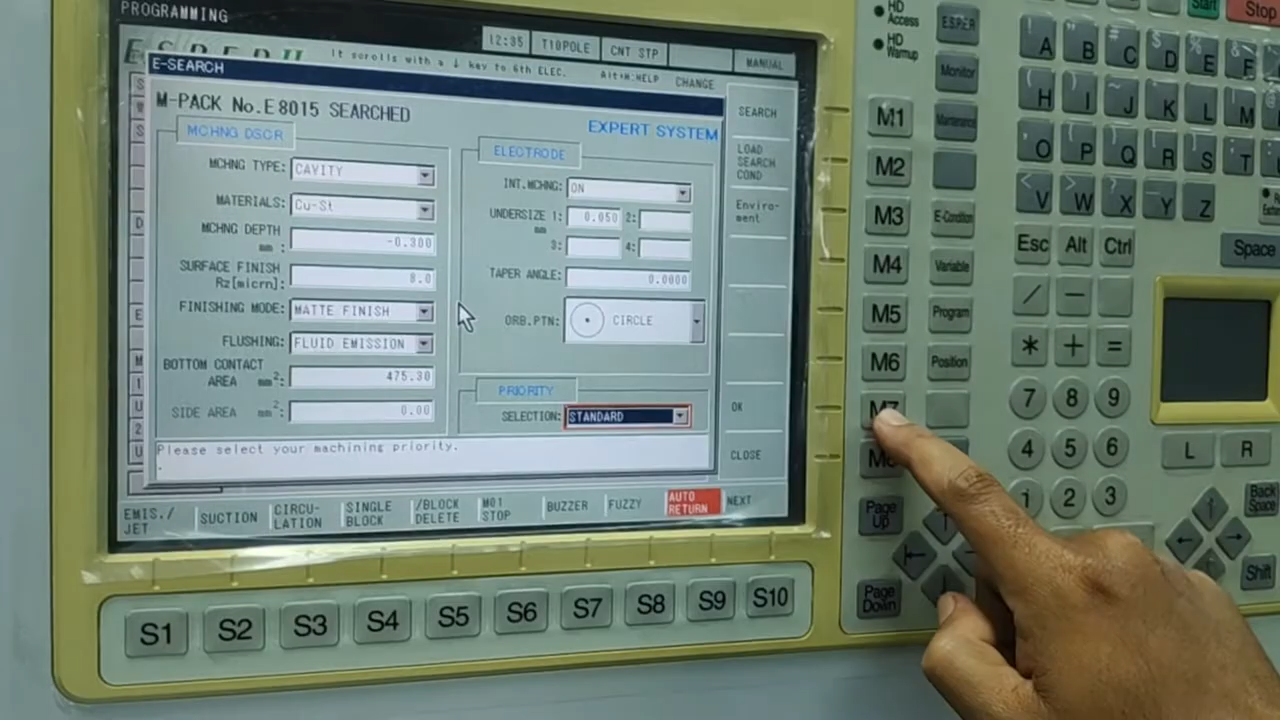 PROGRAMMING
ESPER II
12:35 T10POLE CNT STP MANUAL
It scrolls with a ↓ key to 6th ELEC. Alt+H:HELP CHANGE
E-SEARCH
M-PACK No.E8015 SEARCHED
EXPERT SYSTEM
MCHNG DSCR
MCHNG TYPE: CAVITY
MATERIALS: Cu-St
MCHNG DEPTH mm : -0.300
SURFACE FINISH Rz[micrn]: 8.0
FINISHING MODE: MATTE FINISH
FLUSHING: FLUID EMISSION
BOTTOM CONTACT AREA mm²: 475.30
SIDE AREA mm²: 0.00
ELECTRODE
INT.MCHNG: ON
UNDERSIZE 1: 0.050 2:
mm
3: 4:
TAPER ANGLE: 0.0000
ORB.PTN: CIRCLE
PRIORITY
SELECTION: STANDARD
Please select your machining priority.
SEARCH
LOAD SEARCH COND
Enviro-ment
OK
CLOSE
EMIS./JET
SUCTION
CIRCU-LATION
SINGLE BLOCK
/BLOCK DELETE
M01 STOP
BUZZER
FUZZY
AUTO RETURN
NEXT
S1 S2 S3 S4 S5 S6 S7 S8 S9 S10
M1
M2
M3
M4
M5
M6
M7
Page Up
Page Down
HD Access
HD Warmup
ESPER
Monitor
Maintenance
E-Condition
Variable
Program
Position
Start
Stop
A B C D E F
H I J K L M
O P Q R S T
V W X Y Z
Esc Alt Ctrl
Space
/ −
* + =
7 8 9
4 5 6
1 2 3
L R
Back Space
Shift